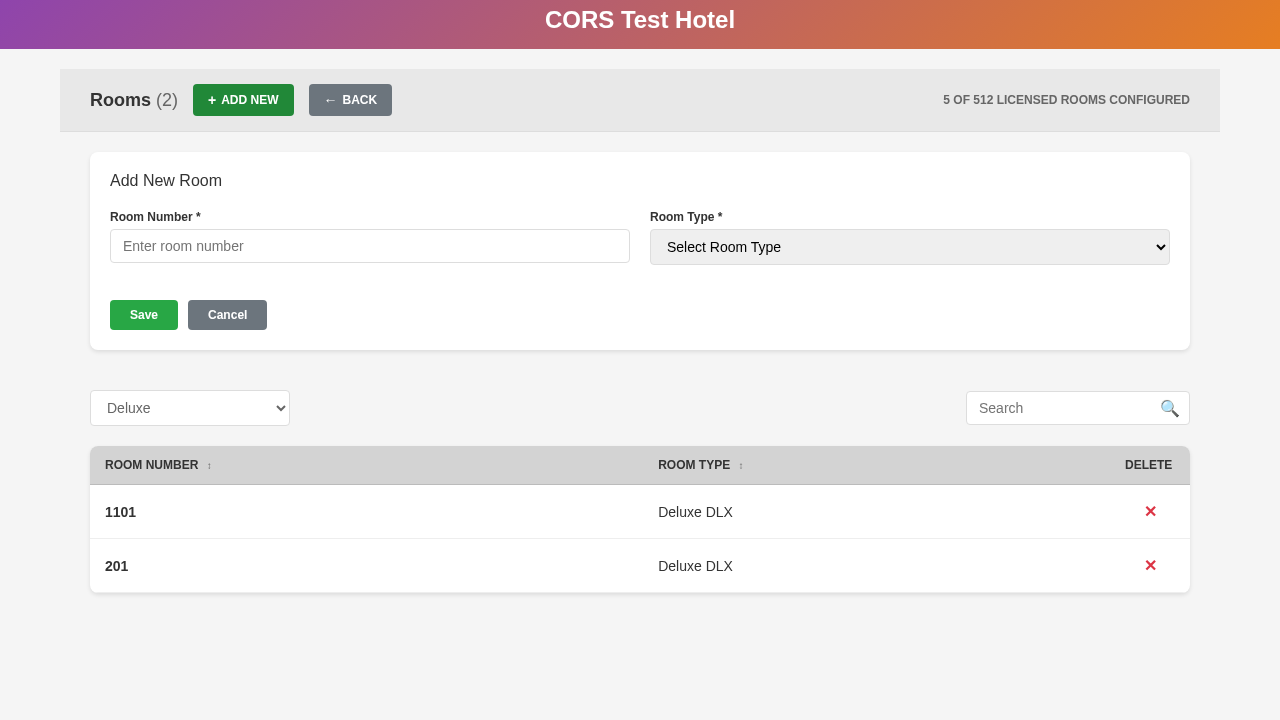 CORS Test Hotel
Rooms (2) + ADD NEW ← BACK 5 OF 512 LICENSED ROOMS CONFIGURED
Add New Room
Room Number * Room Type *
Enter room number Select Room Type
Save Cancel
Deluxe Search
ROOM NUMBER ↕ ROOM TYPE ↕ DELETE
1101 Deluxe DLX ✕
201 Deluxe DLX ✕